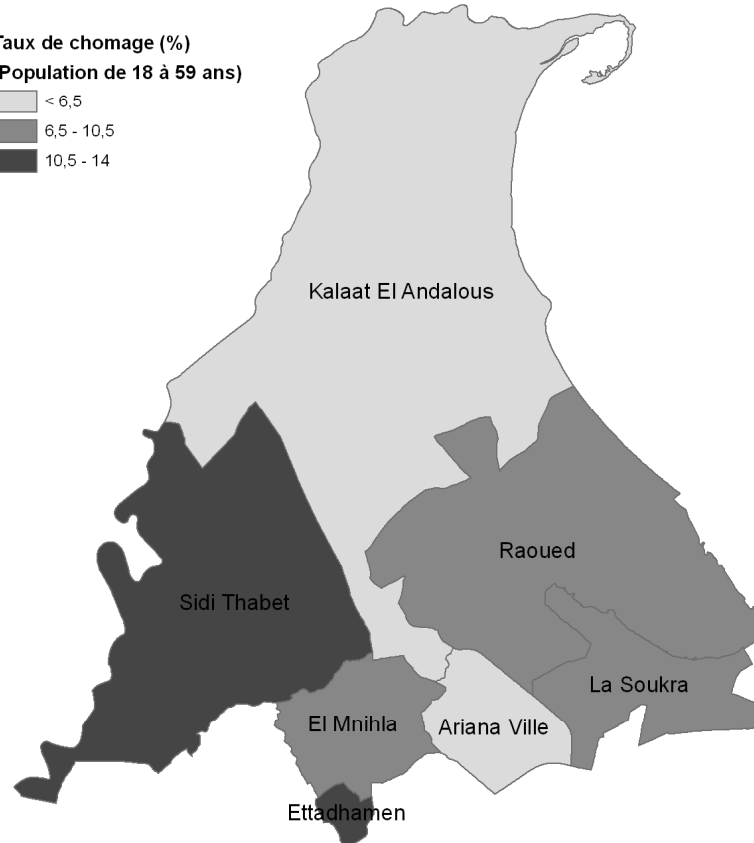 Taux de chomage (%)
Population de 18 à 59 ans)
< 6,5
6,5 - 10,5
10,5 - 14
Kalaat El Andalous
Raoued
Sidi Thabet
La Soukra
El Mnihla
Ariana Ville
Ettadhamen